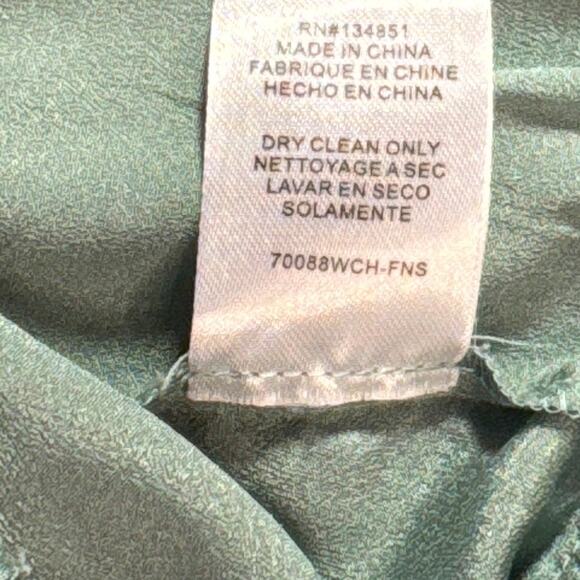 RN#134851
MADE IN CHINA
FABRIQUE EN CHINE
HECHO EN CHINA
DRY CLEAN ONLY
NETTOYAGE A SEC
LAVAR EN SECO
SOLAMENTE
70088WCH-FNS